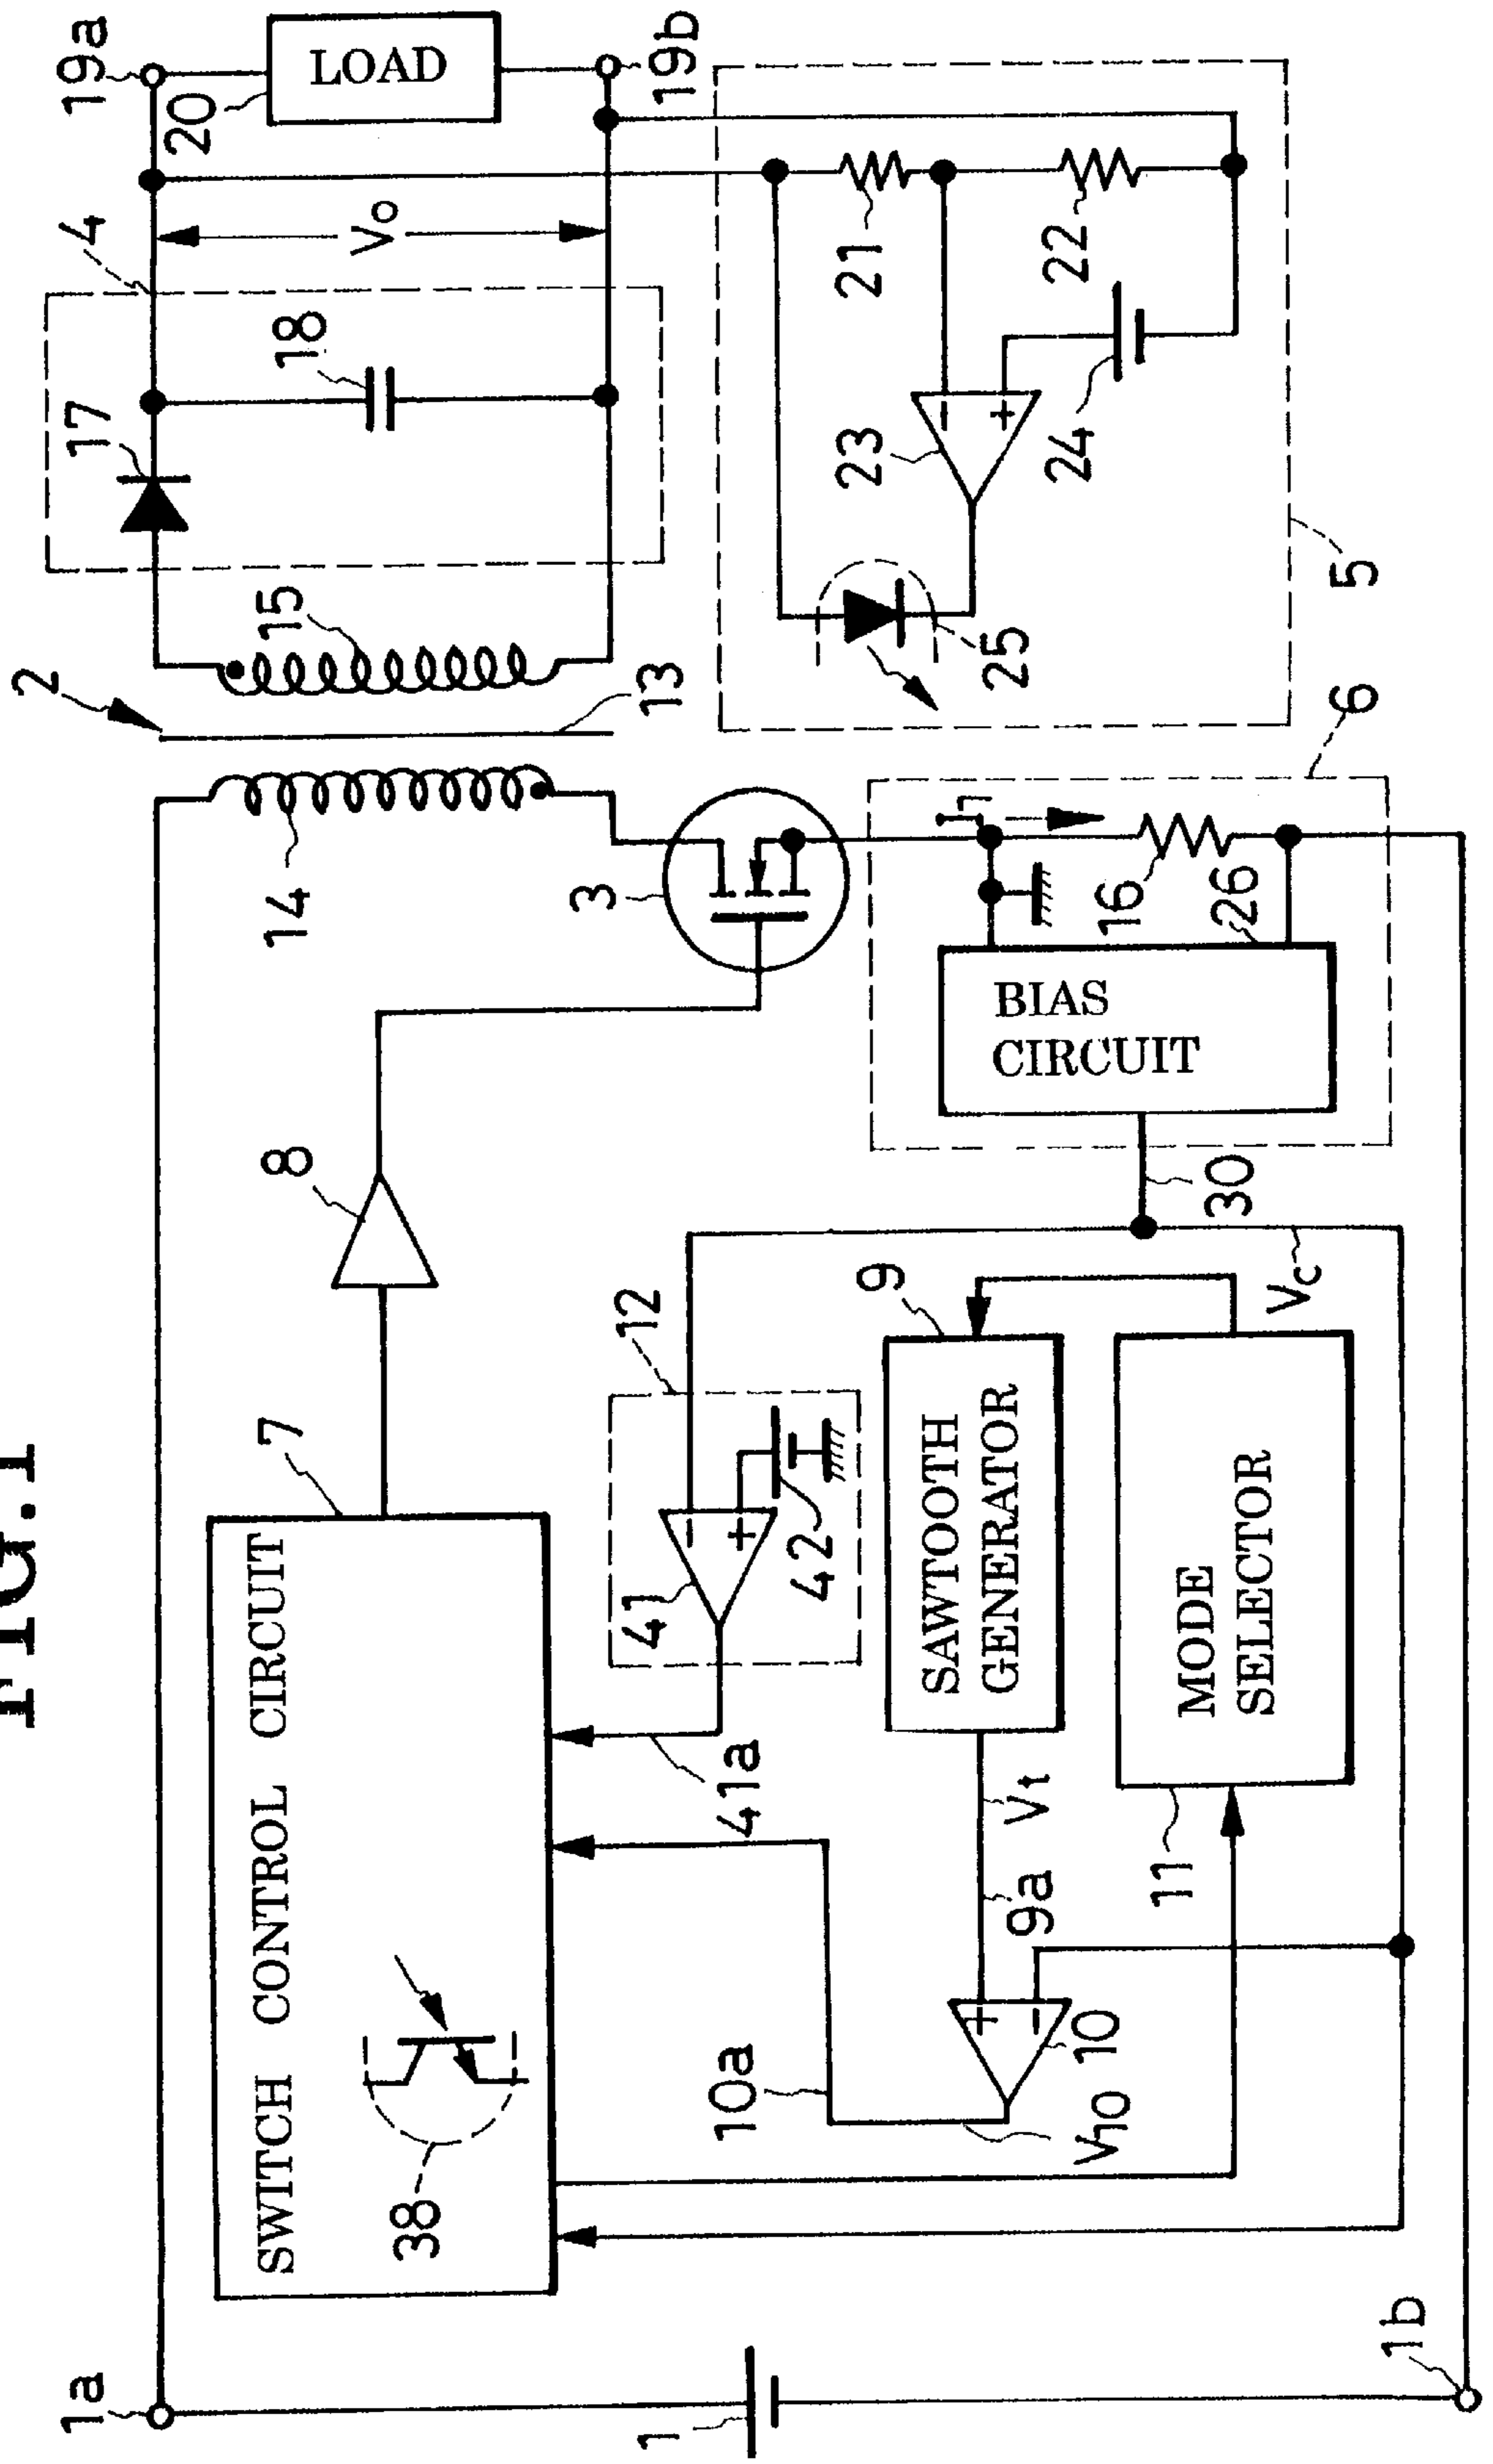 FIG.1
1a
SWITCH CONTROL CIRCUIT
7
8
14
2
15
17
4
18
19a
20
LOAD
Vo
19b
38
41a
41
12
42
3
13
10a
V10
10
9a
Vt
SAWTOOTH
GENERATOR
9
11
MODE
SELECTOR
Vc
30
BIAS
CIRCUIT
26
16
I1
6
25
23
24
21
22
5
1
1b